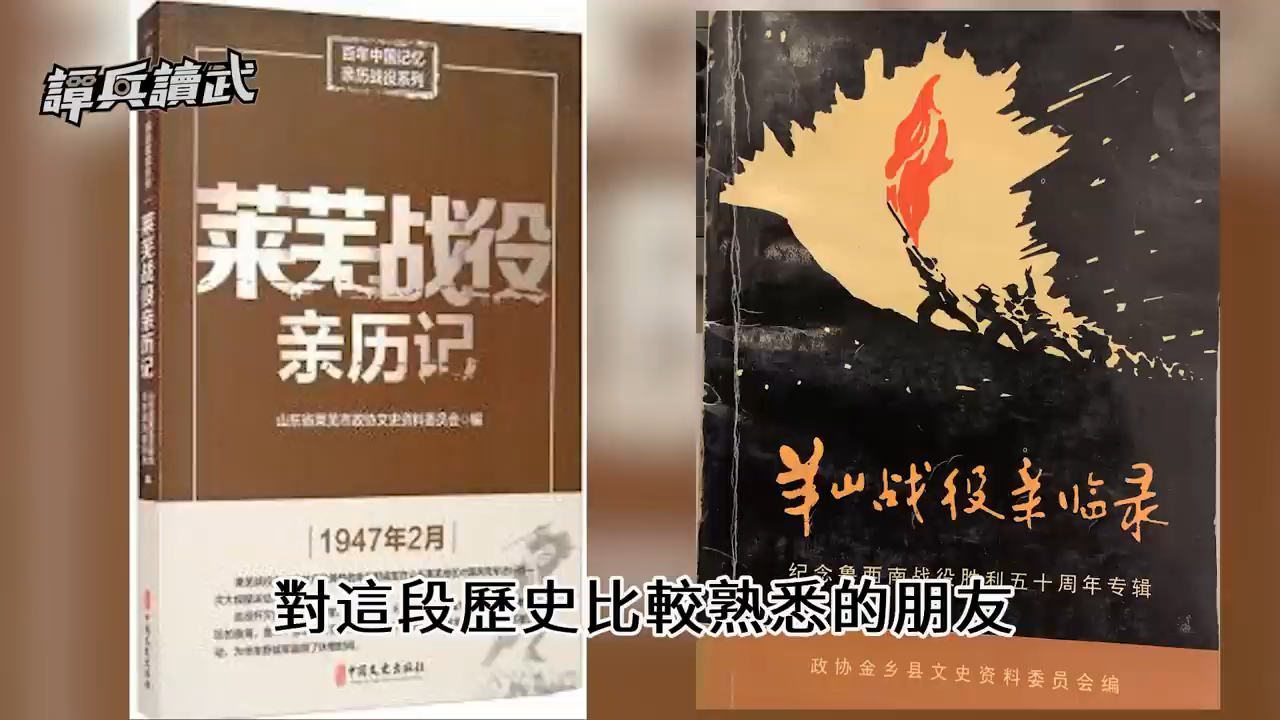 譚兵讀武
百年中国记忆
亲历战役系列
莱芜战役
亲历记
山东省莱芜市政协文史资料委员会 编
1947年2月
中国文史出版社
莱芜战役亲历记
羊山战役亲临录
纪念鲁西南战役胜利五十周年专辑
政协金乡县文史资料委员会编
對這段歷史比較熟悉的朋友